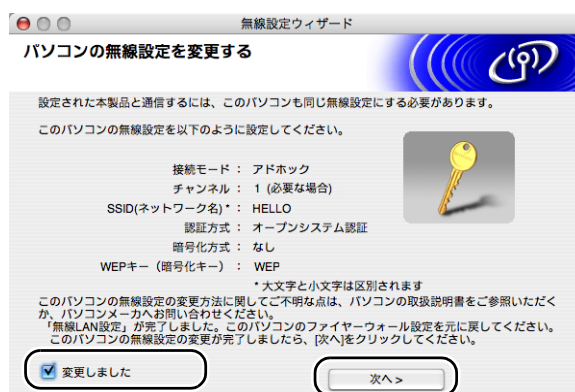 無線設定ウィザード
パソコンの無線設定を変更する
設定された本製品と通信するには、このパソコンも同じ無線設定にする必要があります。
このパソコンの無線設定を以下のように設定してください。
接続モード： アドホック
チャンネル： 1 (必要な場合)
SSID(ネットワーク名) *： HELLO
認証方式： オープンシステム認証
暗号化方式： なし
WEPキー（暗号化キー）： WEP
* 大文字と小文字は区別されます
このパソコンの無線設定の変更方法に関してご不明な点は、パソコンの取扱説明書をご参照いただく
か、パソコンメーカへお問い合わせください。
「無線LAN設定」が完了しました。このパソコンのファイヤーウォール設定を元に戻してください。
このパソコンの無線設定の変更が完了しましたら、[次へ]をクリックしてください。
変更しました
次へ >